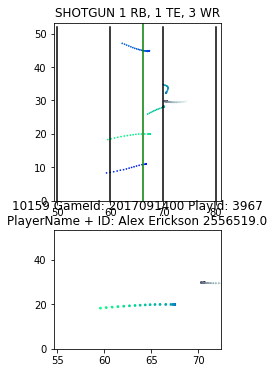 SHOTGUN 1 RB, 1 TE, 3 WR
50
40
30
20
10
0
50 60 70 80
10159 GameId: 2017091400 PlayId: 3967
PlayerName + ID: Alex Erickson 2556519.0
40
20
0
55 60 65 70